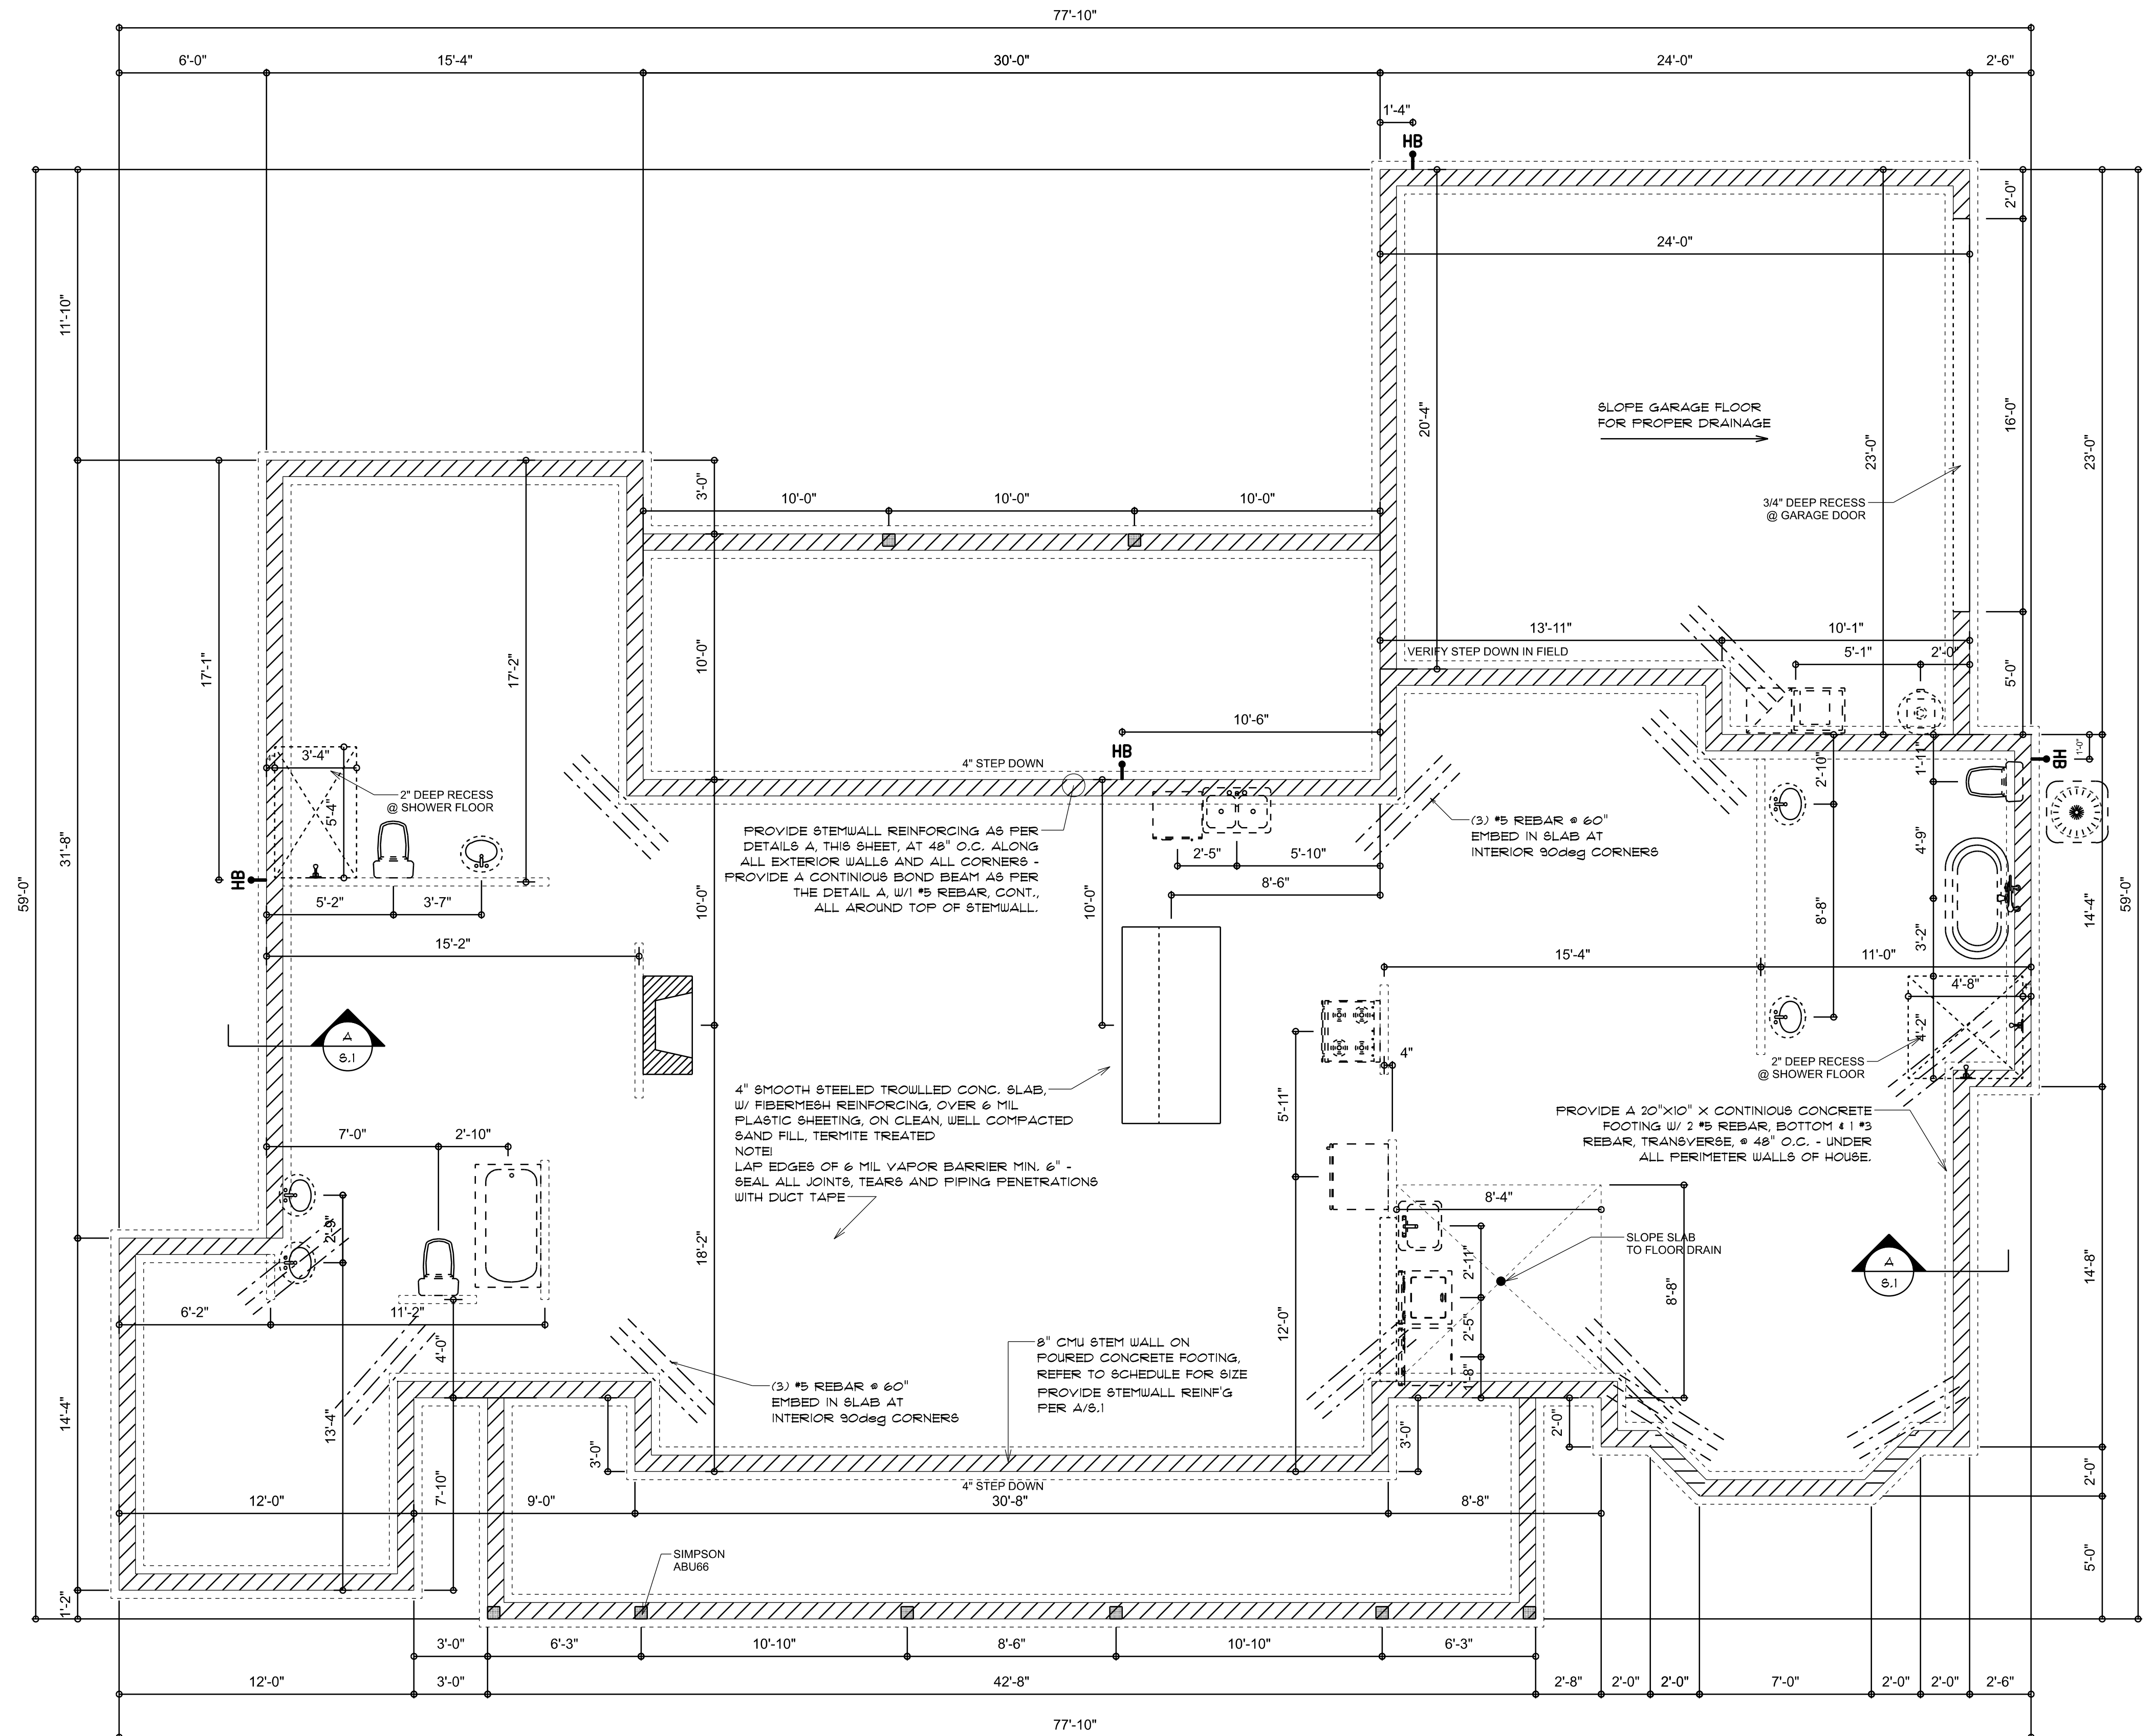 77'-10"
6'-0" 15'-4" 30'-0" 24'-0" 2'-6"
1'-4"
HB
2'-0"
24'-0"
11'-10"
20'-4"
SLOPE GARAGE FLOOR
FOR PROPER DRAINAGE
16'-0"
23'-0"
23'-0"
3'-0"
10'-0" 10'-0" 10'-0"
3/4" DEEP RECESS
@ GARAGE DOOR
13'-11" 10'-1"
VERIFY STEP DOWN IN FIELD
5'-1" 2'-0"
5'-0"
17'-1"
17'-2"
10'-0"
10'-6"
HB
4" STEP DOWN
3'-4"
5'-4"
2" DEEP RECESS
@ SHOWER FLOOR
HB
1'-0"
2'-10"
1'-11"
PROVIDE STEMWALL REINFORCING AS PER
DETAILS A, THIS SHEET, AT 48" O.C. ALONG
ALL EXTERIOR WALLS AND ALL CORNERS -
PROVIDE A CONTINIOUS BOND BEAM AS PER
THE DETAIL A, W/1 #5 REBAR, CONT.,
ALL AROUND TOP OF STEMWALL.
(3) #5 REBAR @ 60"
EMBED IN SLAB AT
INTERIOR 90deg CORNERS
2'-5" 5'-10"
8'-6"
31'-8"
59'-0"
HB
5'-2" 3'-7"
15'-2"
10'-0"
10'-0"
8'-8"
4'-9"
3'-2"
14'-4"
59'-0"
15'-4" 11'-0"
4'-8"
4'-2"
2" DEEP RECESS
@ SHOWER FLOOR
A
S.1
4"
5'-11"
4" SMOOTH STEELED TROWLLED CONC. SLAB,
W/ FIBERMESH REINFORCING, OVER 6 MIL
PLASTIC SHEETING, ON CLEAN, WELL COMPACTED
SAND FILL, TERMITE TREATED
NOTE!
LAP EDGES OF 6 MIL VAPOR BARRIER MIN. 6" -
SEAL ALL JOINTS, TEARS AND PIPING PENETRATIONS
WITH DUCT TAPE
PROVIDE A 20"X10" X CONTINIOUS CONCRETE
FOOTING W/ 2 #5 REBAR, BOTTOM & 1 #3
REBAR, TRANSVERSE, @ 48" O.C. - UNDER
ALL PERIMETER WALLS OF HOUSE.
7'-0" 2'-10"
2'-9"
8'-4"
SLOPE SLAB
TO FLOOR DRAIN
A
S.1
18'-2"
2'-11"
8'-8"
14'-8"
6'-2" 11'-2"
4'-0"
12'-0"
2'-5"
1'-8"
8" CMU STEM WALL ON
POURED CONCRETE FOOTING,
REFER TO SCHEDULE FOR SIZE
PROVIDE STEMWALL REINF'G
PER A/S.1
(3) #5 REBAR @ 60"
EMBED IN SLAB AT
INTERIOR 90deg CORNERS
14'-4"
13'-4"
3'-0"
3'-0"
2'-0"
2'-0"
7'-10"
4" STEP DOWN
12'-0" 9'-0" 30'-8" 8'-8"
SIMPSON
ABU66
5'-0"
1'-2"
3'-0" 6'-3" 10'-10" 8'-6" 10'-10" 6'-3"
12'-0" 3'-0" 42'-8" 2'-8" 2'-0" 2'-0" 7'-0" 2'-0" 2'-0" 2'-6"
77'-10"